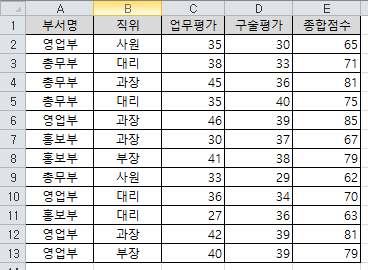 A B C D E
1 부서명 직위 업무평가 구술평가 종합점수
2 영업부 사원 35 30 65
3 총무부 대리 38 33 71
4 총무부 과장 45 36 81
5 총무부 대리 35 40 75
6 영업부 과장 46 39 85
7 홍보부 과장 30 37 67
8 홍보부 부장 41 38 79
9 총무부 사원 33 29 62
10 영업부 대리 36 34 70
11 홍보부 대리 27 36 63
12 영업부 과장 42 39 81
13 영업부 부장 40 39 79